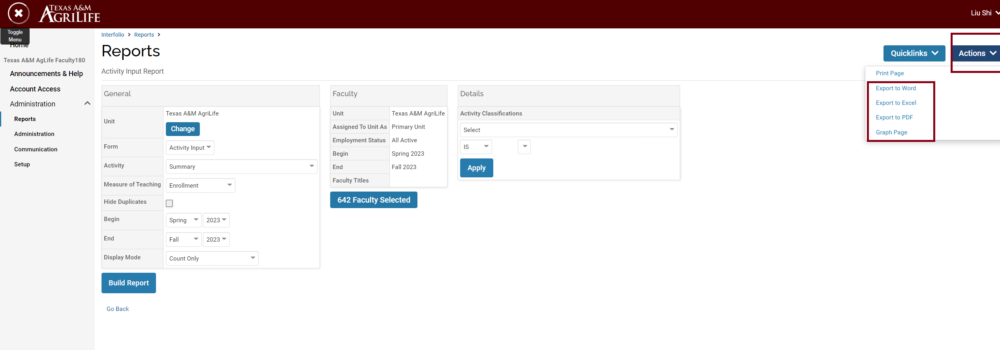 TEXAS A&M
AGRILIFE
Liu Shi
Toggle
Menu
Home
Texas A&M AgLife Faculty180
Announcements & Help
Account Access
Administration
Reports
Administration
Communication
Setup
Interfolio
Reports
Reports
Quicklinks
Actions
Print Page
Export to Word
Export to Excel
Export to PDF
Graph Page
Activity Input Report
General
Unit
Texas A&M AgriLife
Change
Form
Activity Input
Activity
Summary
Measure of Teaching
Enrollment
Hide Duplicates
Begin
Spring
2023
End
Fall
2023
Display Mode
Count Only
Build Report
Go Back
Faculty
Unit
Texas A&M AgriLife
Assigned To Unit As
Primary Unit
Employment Status
All Active
Begin
Spring 2023
End
Fall 2023
Faculty Titles
642 Faculty Selected
Details
Activity Classifications
Select
IS
Apply